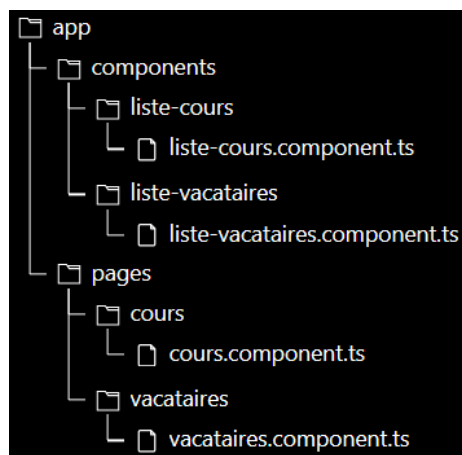 app
components
liste-cours
liste-cours.component.ts
liste-vacataires
liste-vacataires.component.ts
pages
cours
cours.component.ts
vacataires
vacataires.component.ts